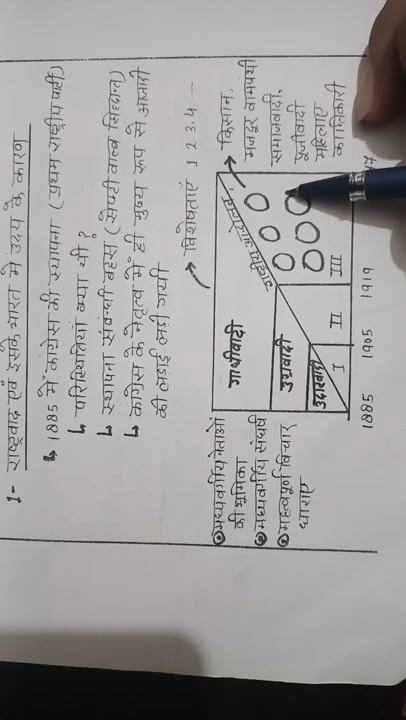 1- राष्ट्रवाद एवं इसके भारत में उदय के कारण
1885 में कांग्रेस की स्थापना (प्रथम राष्ट्रीय पार्टी)
परिस्थितियां क्या थी?
स्थापना संबंधी बहस (सेफ्टी वाल्व सिद्धान्त)
कांग्रेस के नेतृत्व में ही मुख्य रूप से आजादी
की लड़ाई लड़ी गयी
विशेषताएँ 1 2 3 4 —
मध्यवर्गीय नेताओं
की भूमिका
मध्यवर्गीय संघर्ष
महत्वपूर्ण विचार
धाराएं
गाँधीवादी
उग्रवादी
उदारवादी
राष्ट्रीय आंदोलन
I
II
III
किसान,
मजदूर वामपंथी
समाजवादी,
पूंजीवादी
महिलाएं
क्रान्तिकारी
1885
1905
1919